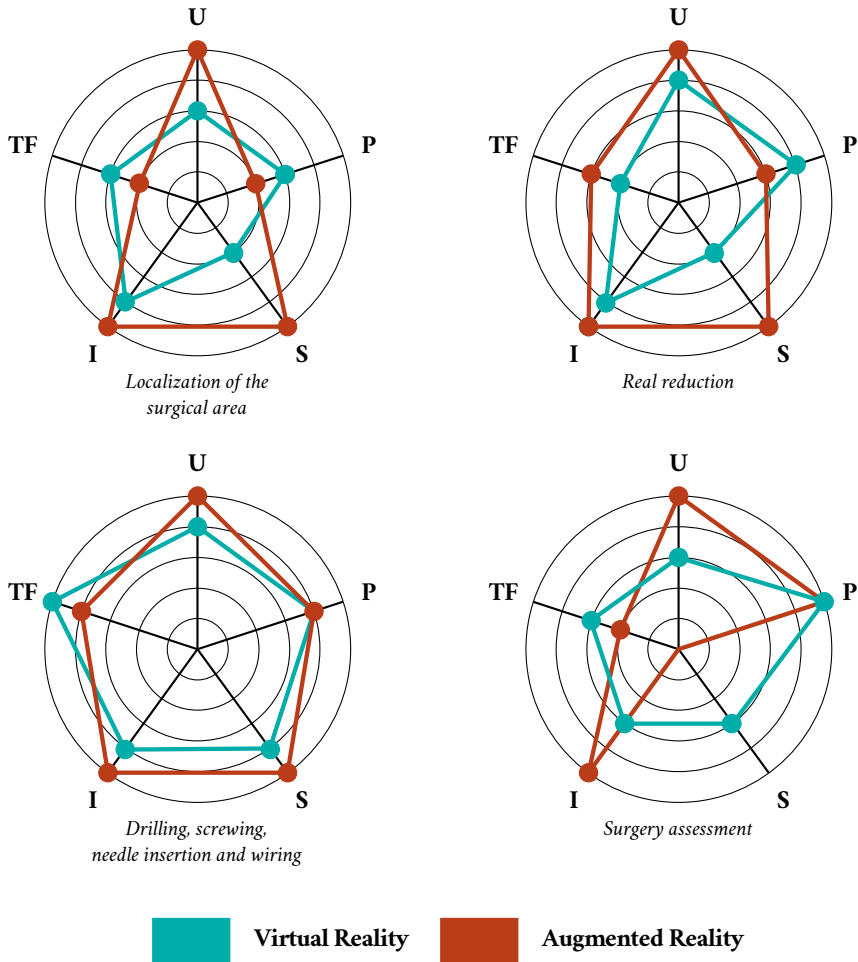 U
TF
P
I
S
Localization of the
surgical area
U
TF
P
I
S
Real reduction
U
TF
P
I
S
Drilling, screwing,
needle insertion and wiring
U
TF
P
I
S
Surgery assessment
Virtual Reality
Augmented Reality